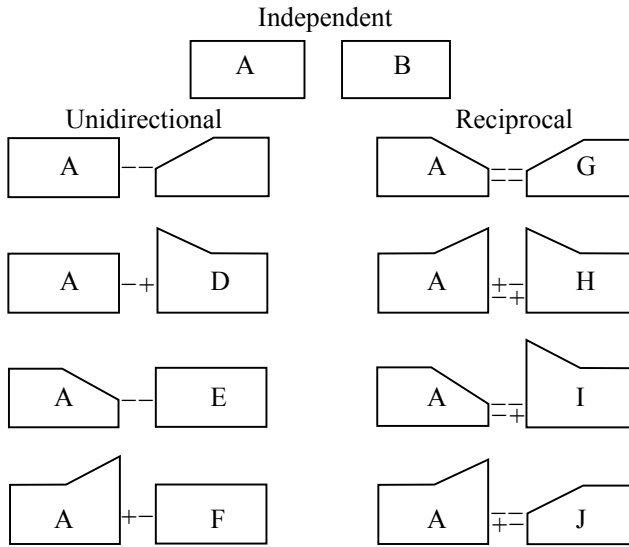 Independent
A B
Unidirectional Reciprocal
A −−
A −− −− G
A −+ D
A +− −+ H
A −− E
A −− −+ I
A +− F
A −− +− J